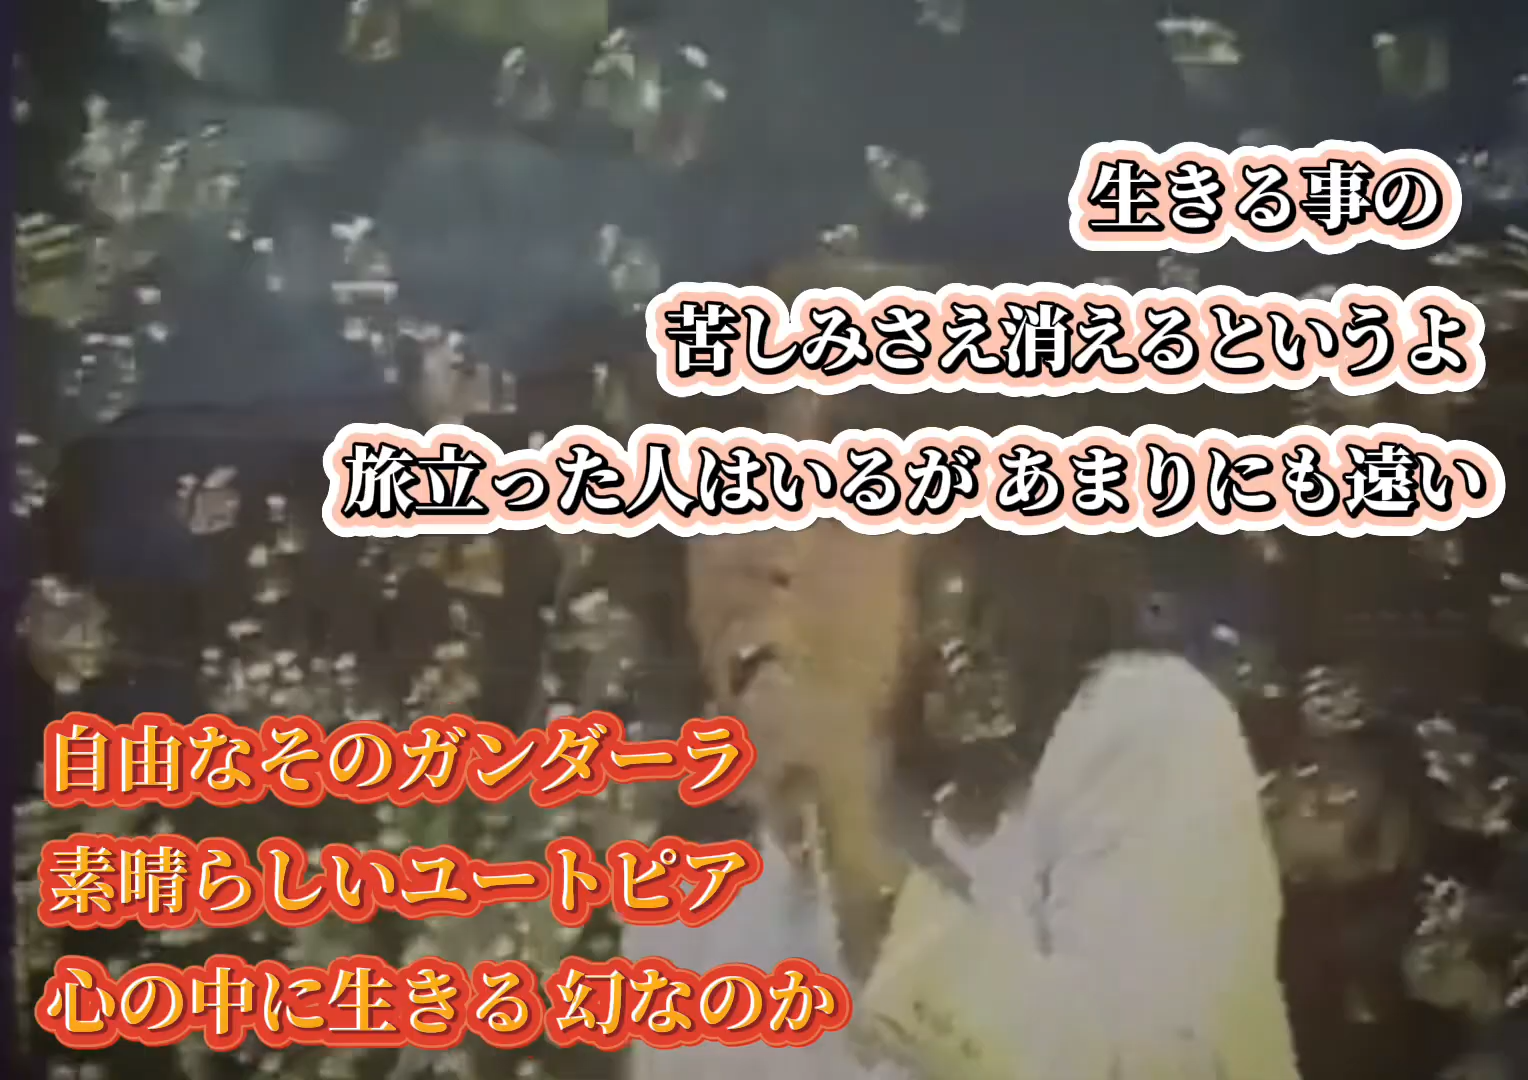 生きる事の
苦しみさえ消えるというよ
旅立った人はいるが あまりにも遠い
自由なそのガンダーラ
素晴らしいユートピア
心の中に生きる 幻なのか